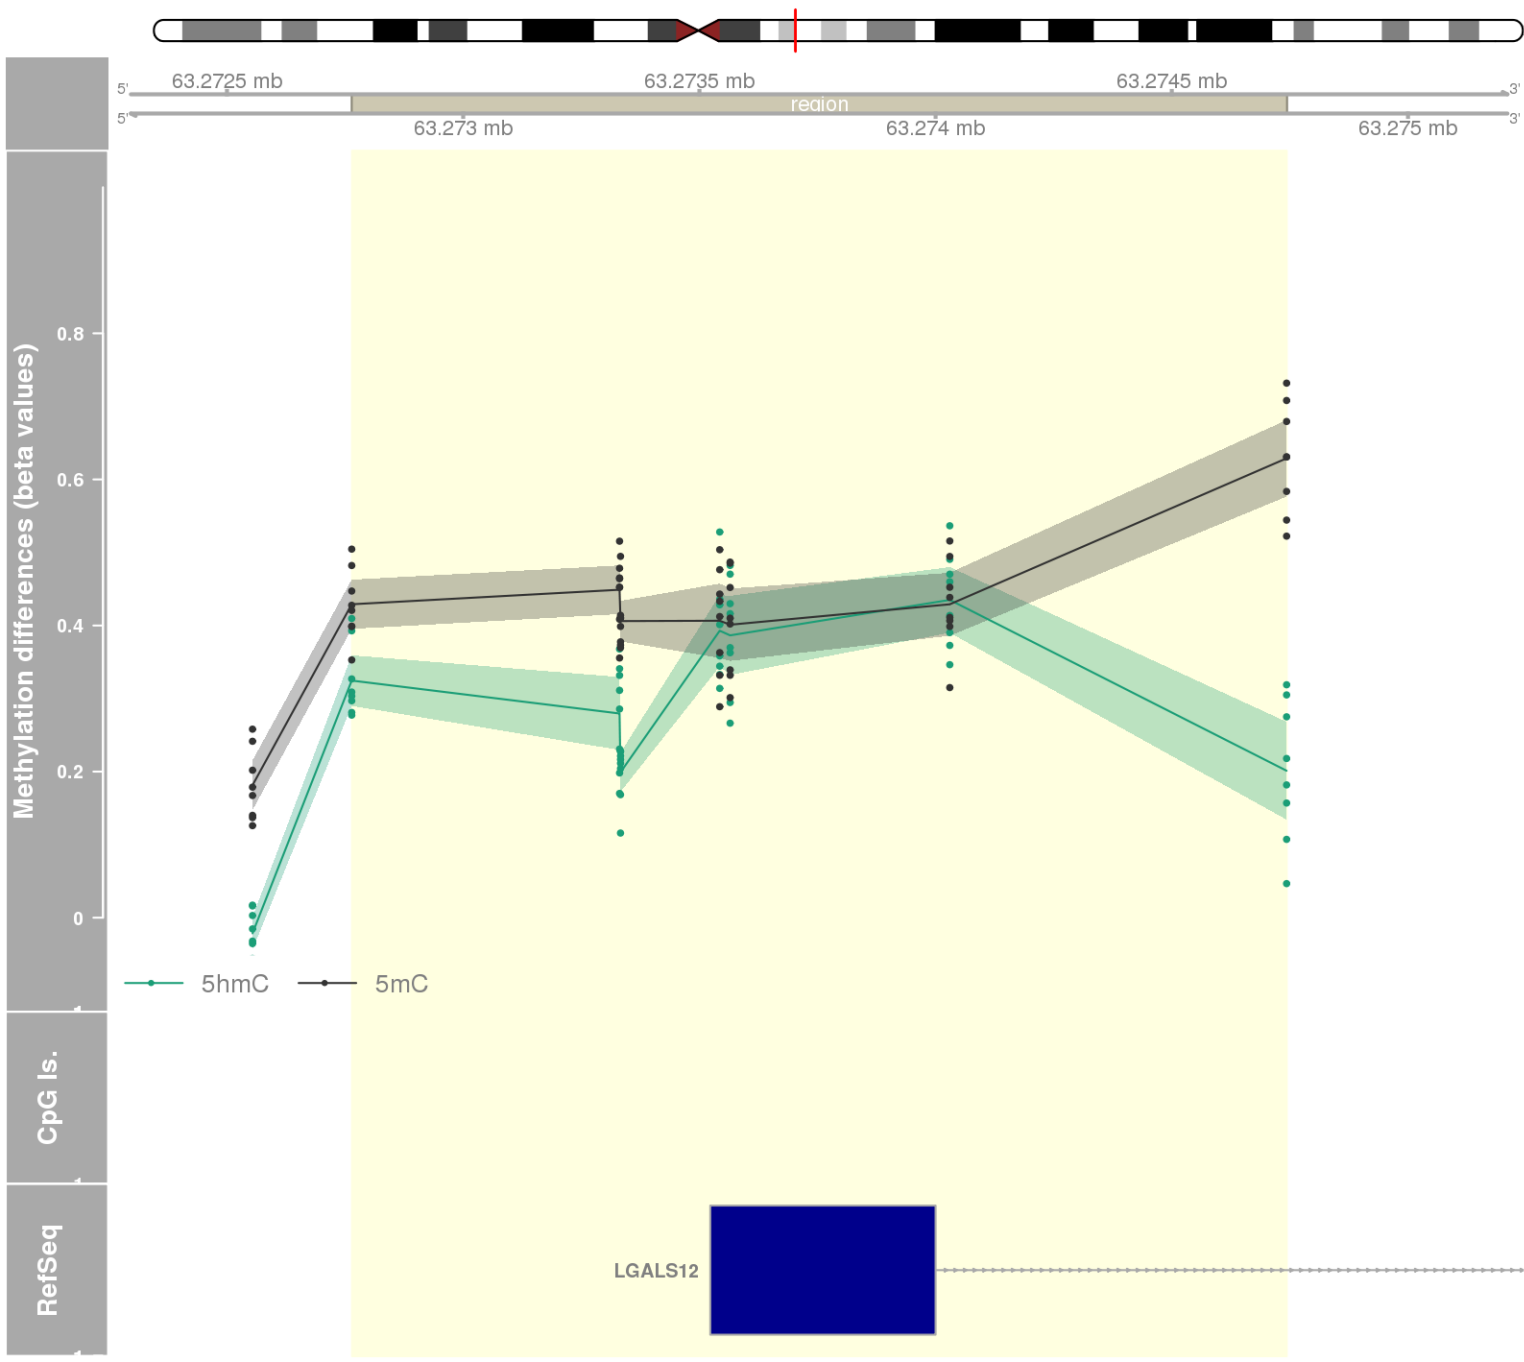 63.2725 mb
63.2735 mb
63.2745 mb
5'
3'
region
5'
3'
63.273 mb
63.274 mb
63.275 mb
Methylation differences (beta values)
0.8
0.6
0.4
0.2
0
5hmC
5mC
CpG Is.
RefSeq
LGALS12